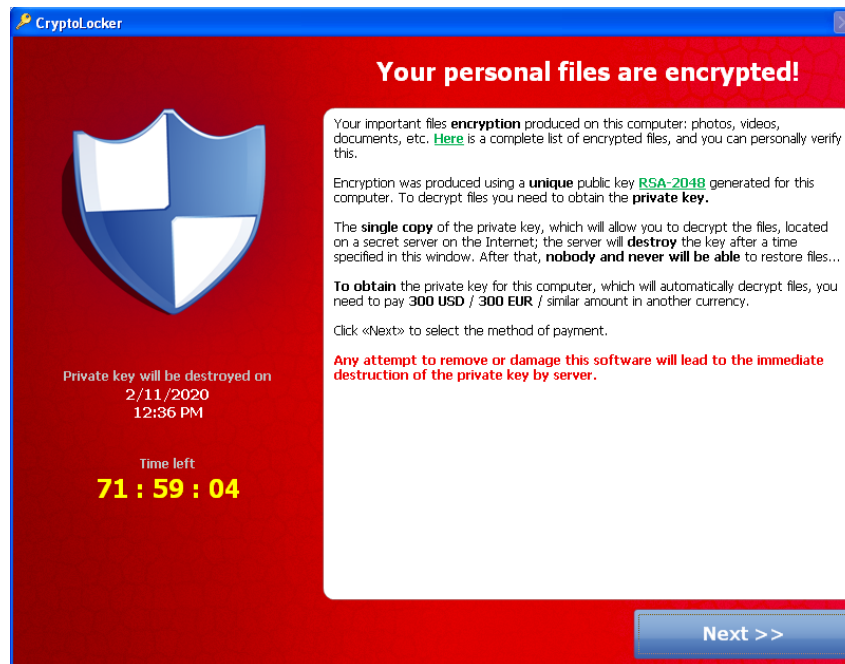 CryptoLocker
Your personal files are encrypted!
Your important files encryption produced on this computer: photos, videos,
documents, etc. Here is a complete list of encrypted files, and you can personally verify
this.
Encryption was produced using a unique public key RSA-2048 generated for this
computer. To decrypt files you need to obtain the private key.
The single copy of the private key, which will allow you to decrypt the files, located
on a secret server on the Internet; the server will destroy the key after a time
specified in this window. After that, nobody and never will be able to restore files...
To obtain the private key for this computer, which will automatically decrypt files, you
need to pay 300 USD / 300 EUR / similar amount in another currency.
Click «Next» to select the method of payment.
Any attempt to remove or damage this software will lead to the immediate
destruction of the private key by server.
Private key will be destroyed on
2/11/2020
12:36 PM
Time left
71 : 59 : 04
Next >>